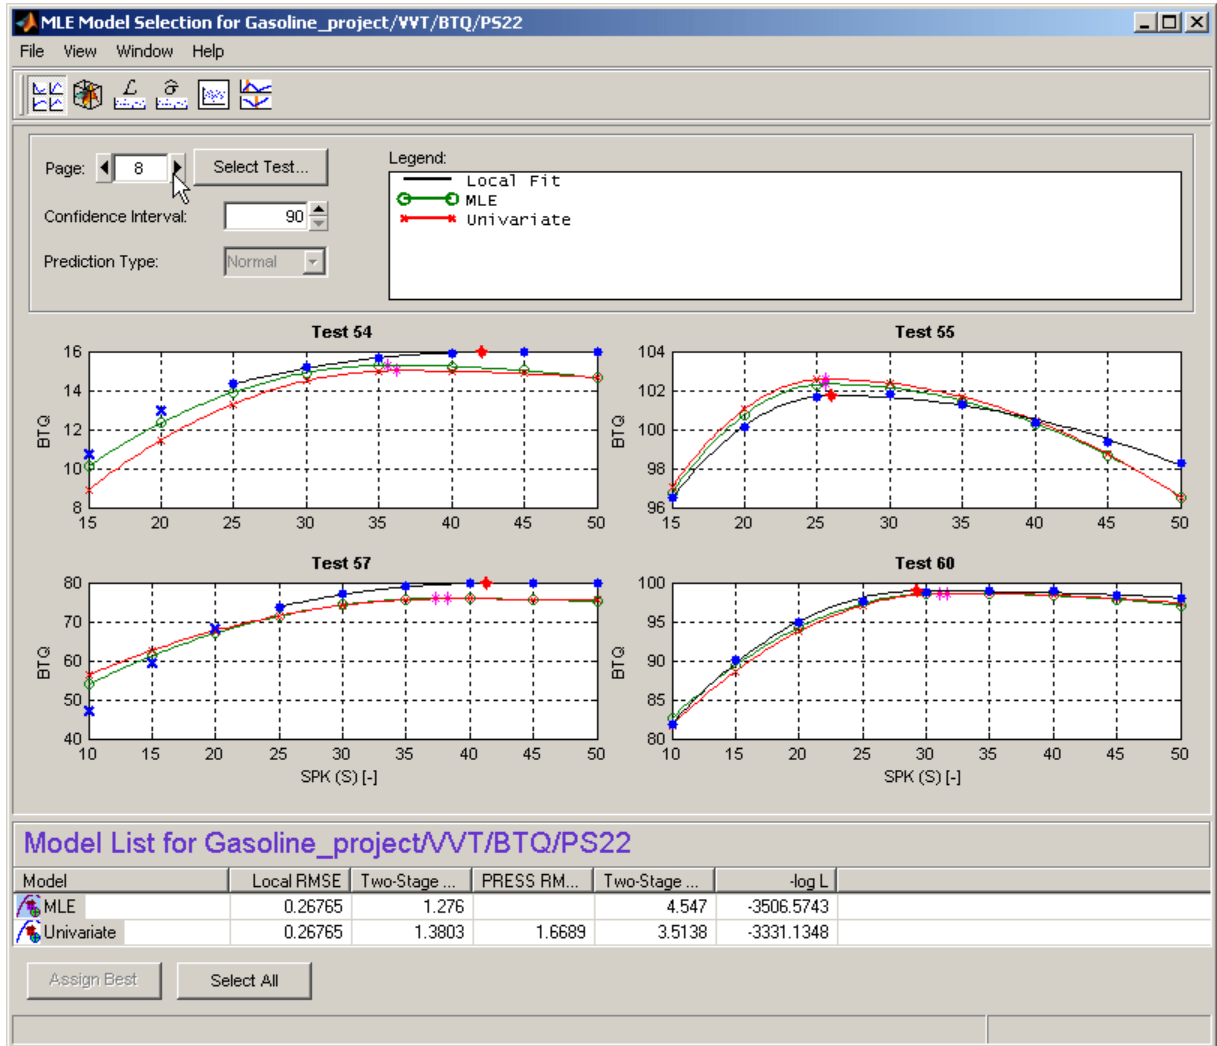 MLE Model Selection for Gasoline_project/VVT/BTQ/PS22
File View Window Help
Page: 8 Select Test...
Confidence Interval: 90
Prediction Type: Normal
Legend:
Local Fit
MLE
Univariate
Test 54
BTQ
16
14
12
10
8
15 20 25 30 35 40 45 50
Test 55
BTQ
104
102
100
98
96
15 20 25 30 35 40 45 50
Test 57
BTQ
80
70
60
50
40
10 15 20 25 30 35 40 45 50
SPK (S) [-]
Test 60
BTQ
100
95
90
85
80
10 15 20 25 30 35 40 45 50
SPK (S) [-]
Model List for Gasoline_project/VVT/BTQ/PS22
Model Local RMSE Two-Stage ... PRESS RM... Two-Stage ... -log L
MLE 0.26765 1.276 4.547 -3506.5743
Univariate 0.26765 1.3803 1.6689 3.5138 -3331.1348
Assign Best Select All